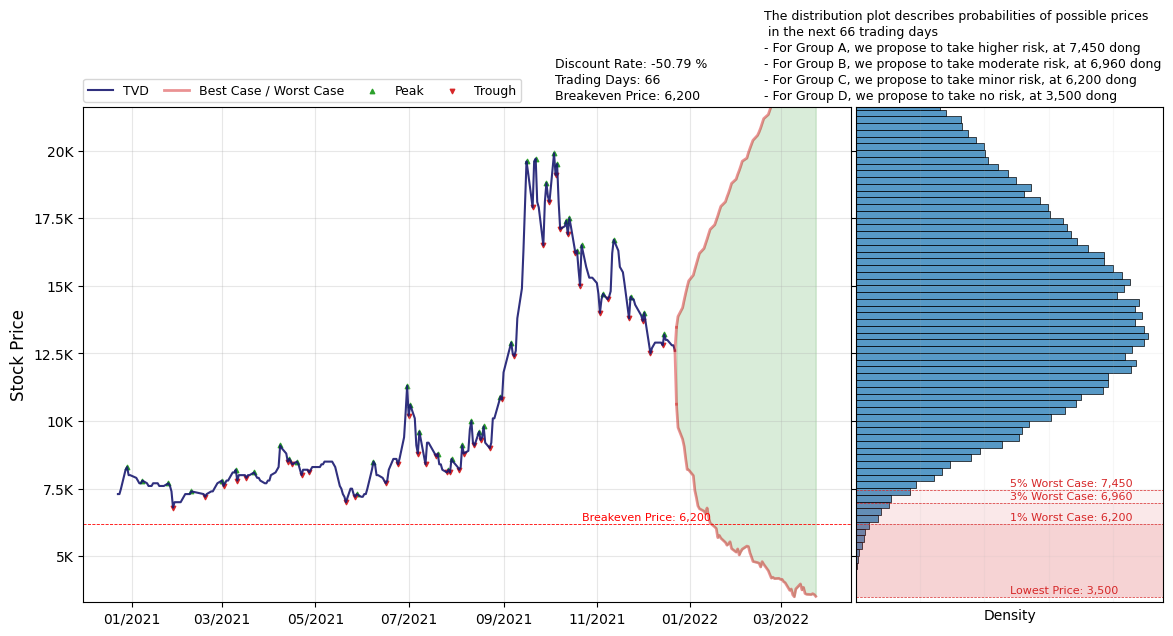 The distribution plot describes probabilities of possible prices
in the next 66 trading days
- For Group A, we propose to take higher risk, at 7,450 dong
- For Group B, we propose to take moderate risk, at 6,960 dong
- For Group C, we propose to take minor risk, at 6,200 dong
- For Group D, we propose to take no risk, at 3,500 dong
Discount Rate: -50.79 %
Trading Days: 66
Breakeven Price: 6,200
TVD Best Case / Worst Case Peak Trough
Stock Price
20K
17.5K
15K
12.5K
10K
7.5K
5K
Breakeven Price: 6,200
5% Worst Case: 7,450
3% Worst Case: 6,960
1% Worst Case: 6,200
Lowest Price: 3,500
01/2021 03/2021 05/2021 07/2021 09/2021 11/2021 01/2022 03/2022
Density